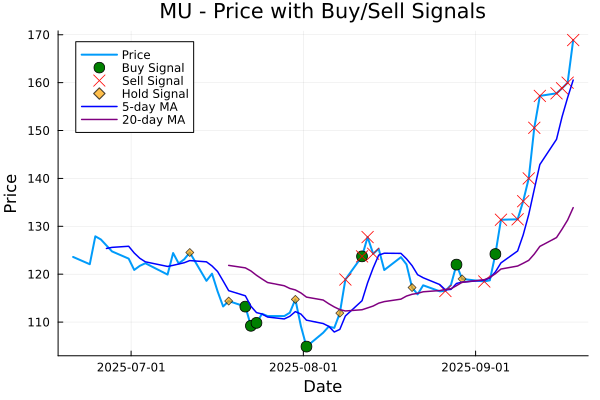 MU - Price with Buy/Sell Signals
Price
Buy Signal
Sell Signal
Hold Signal
5-day MA
20-day MA
170
160
150
140
130
120
110
Price
2025-07-01
2025-08-01
2025-09-01
Date